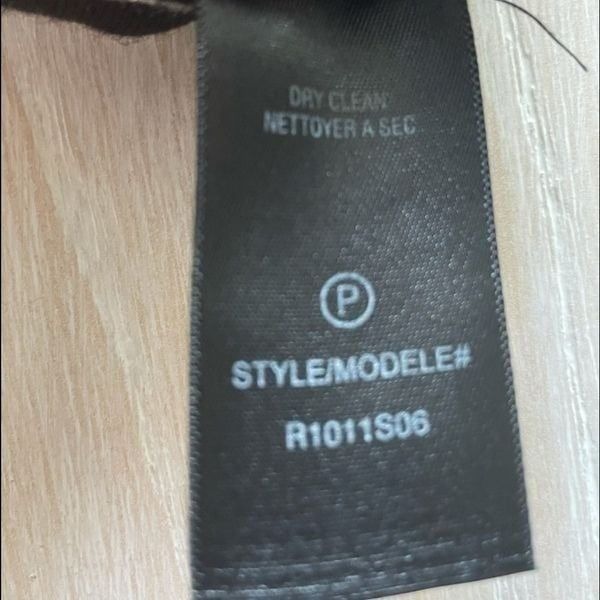 DRY CLEAN
NETTOYER A SEC
P
STYLE/MODELE#
R1011S06